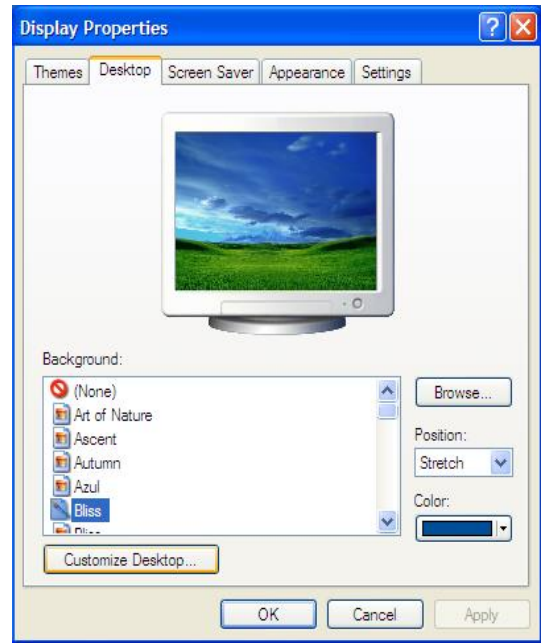 Display Properties
Themes Desktop Screen Saver Appearance Settings
Background:
(None)
Art of Nature
Ascent
Autumn
Azul
Bliss
Browse...
Position:
Stretch
Color:
Customize Desktop...
OK Cancel Apply